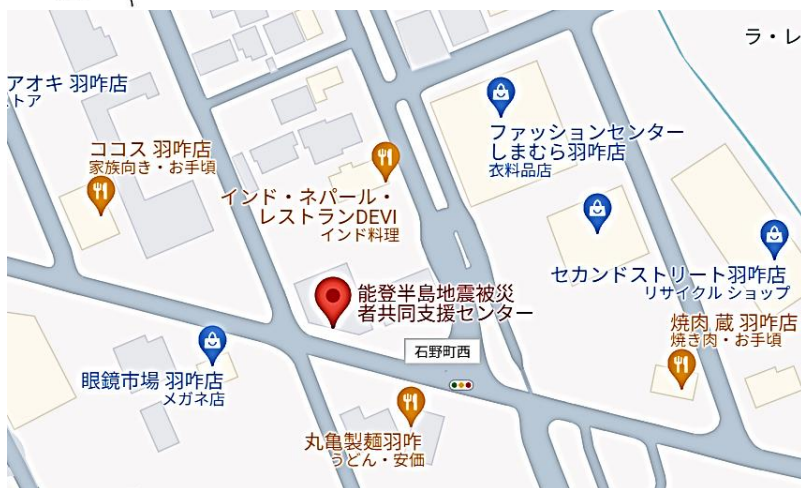 ラ・レ
アオキ 羽咋店
ストア
ファッションセンター
しまむら羽咋店
衣料品店
ココス 羽咋店
家族向き・お手頃
インド・ネパール・
レストランDEVI
インド料理
セカンドストリート羽咋店
リサイクル ショップ
能登半島地震被災
者共同支援センター
焼肉 蔵 羽咋店
焼き肉・お手頃
石野町西
眼鏡市場 羽咋店
メガネ店
丸亀製麺羽咋
うどん・安価